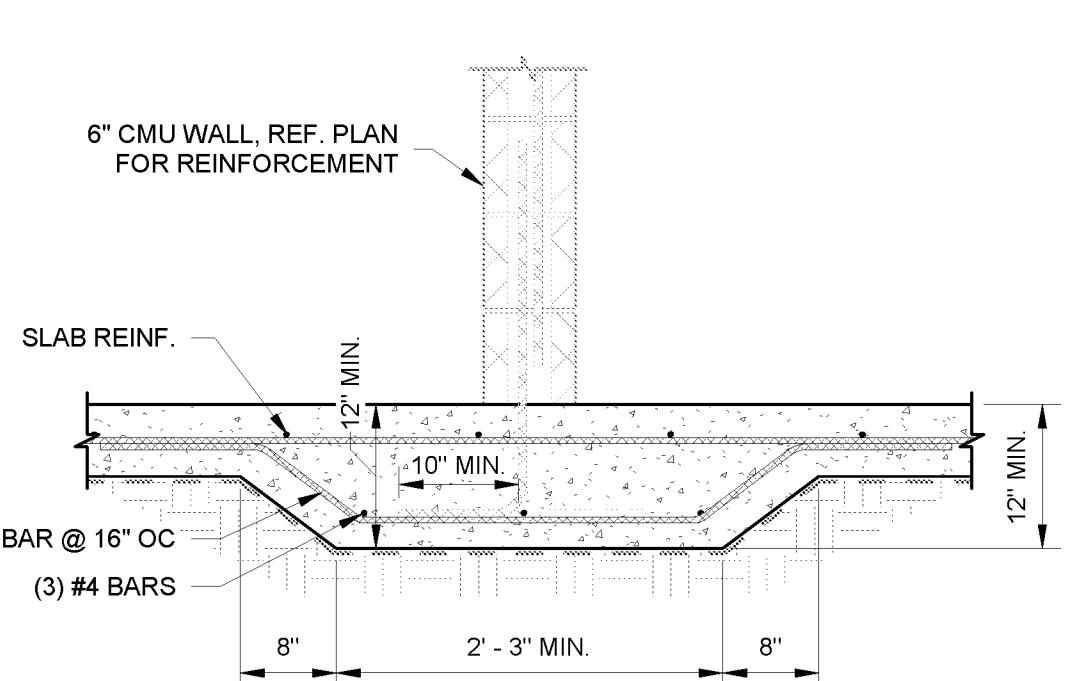 6" CMU WALL, REF. PLAN
FOR REINFORCEMENT
SLAB REINF.
12" MIN.
10" MIN.
12" MIN.
BAR @ 16" OC
(3) #4 BARS
8"
2' - 3" MIN.
8"